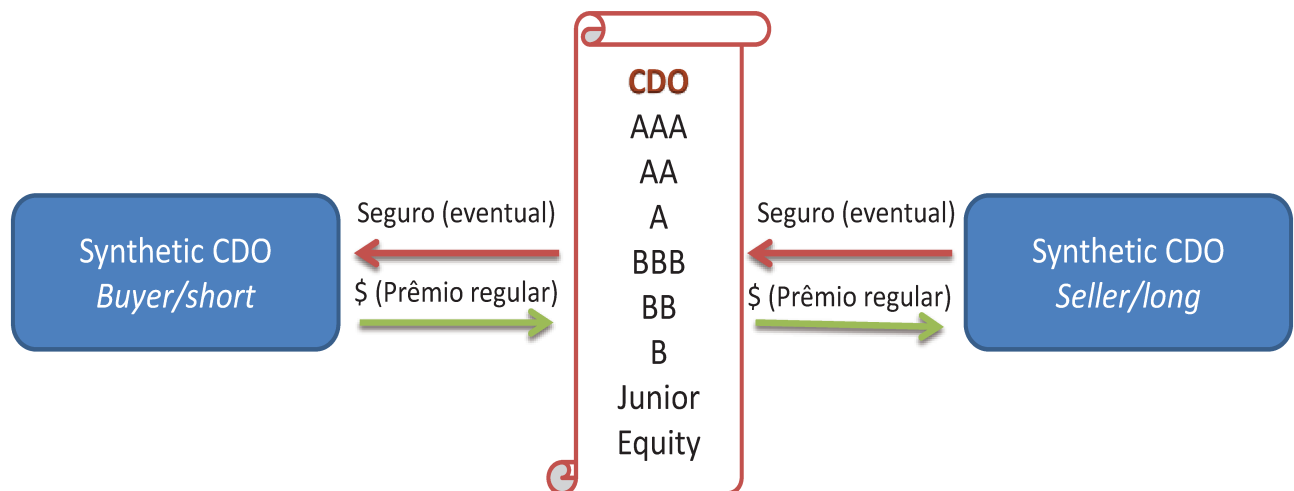 CDO
AAA
AA
A
BBB
BB
B
Junior
Equity
Synthetic CDO
Buyer/short
Seguro (eventual)
$ (Prêmio regular)
Seguro (eventual)
$ (Prêmio regular)
Synthetic CDO
Seller/long